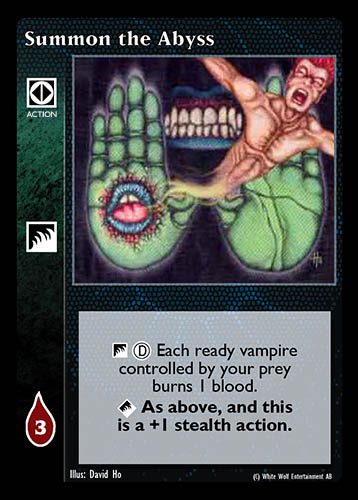 Summon the Abyss
ACTION
Each ready vampire
controlled by your prey
burns 1 blood.
As above, and this
is a +1 stealth action.
3
Illus: David Ho
(C) White Wolf Entertainment AB